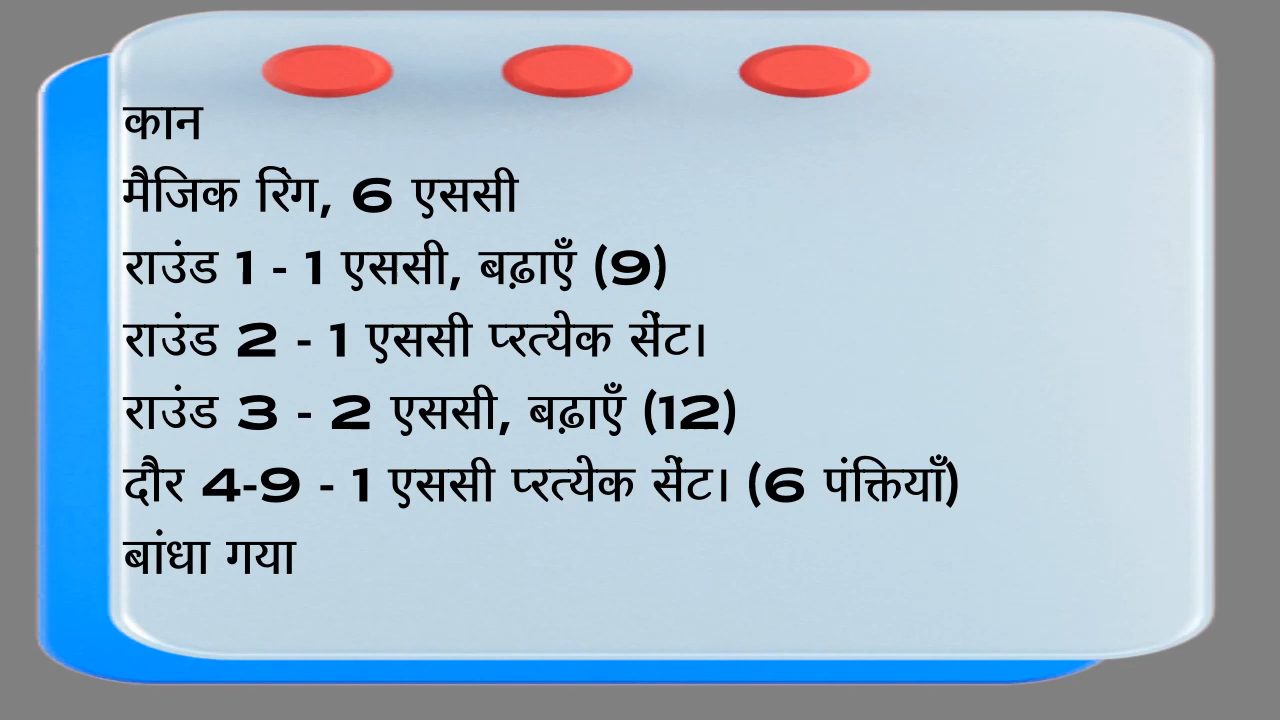 कान
मैजिक रिंग, 6 एससी
राउंड 1 - 1 एससी, बढ़ाएँ (9)
राउंड 2 - 1 एससी प्रत्येक सेंट।
राउंड 3 - 2 एससी, बढ़ाएँ (12)
दौर 4-9 - 1 एससी प्रत्येक सेंट। (6 पंक्तियाँ)
बांधा गया